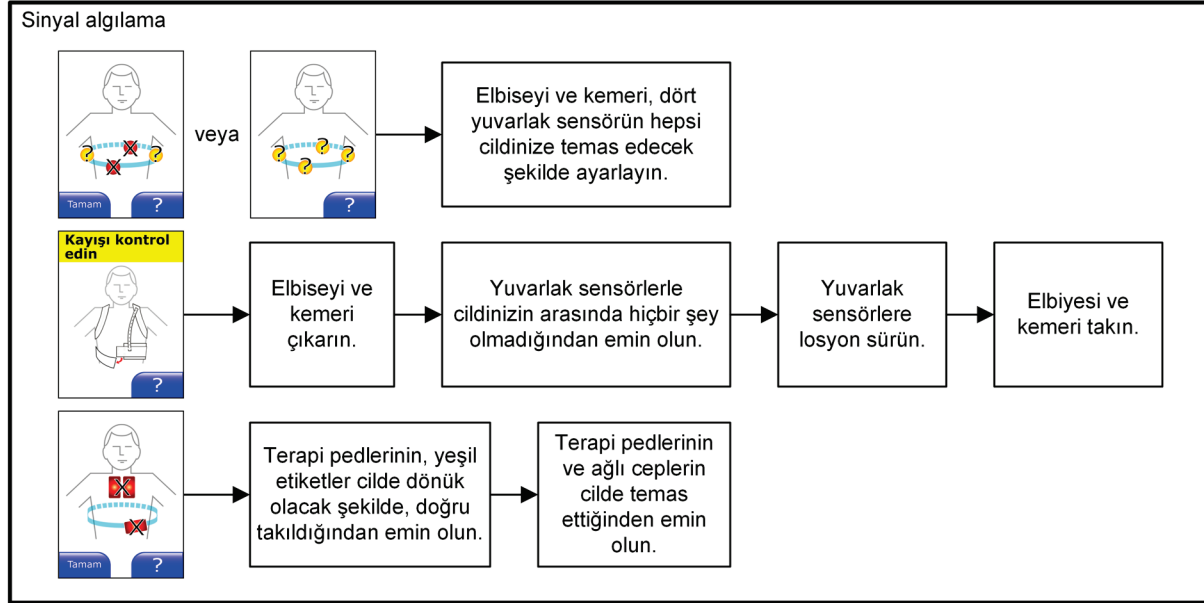 Sinyal algılama
? X X ?
Tamam ?
veya
? ? ? ?
?
Elbiseyi ve kemeri, dört
yuvarlak sensörün hepsi
cildinize temas edecek
şekilde ayarlayın.
Kayışı kontrol
edin
?
Elbiseyi ve
kemeri
çıkarın.
Yuvarlak sensörlerle
cildinizin arasında hiçbir şey
olmadığından emin olun.
Yuvarlak
sensörlere
losyon sürün.
Elbiyesi ve
kemeri takın.
X
X
Tamam ?
Terapi pedlerinin, yeşil
etiketler cilde dönük
olacak şekilde, doğru
takıldığından emin olun.
Terapi pedlerinin
ve ağlı ceplerin
cilde temas
ettiğinden emin
olun.